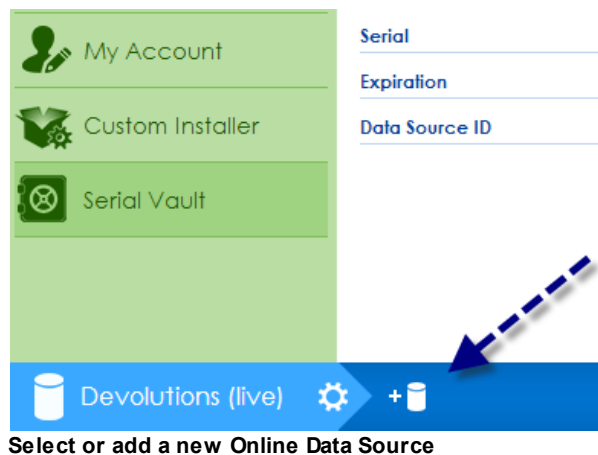 My Account
Custom Installer
Serial Vault
Serial
Expiration
Data Source ID
Devolutions (live)
+
Select or add a new Online Data Source